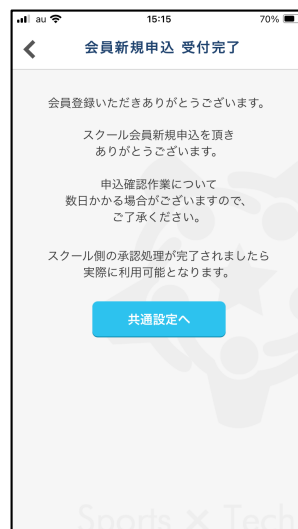 au 15:15 70%
会員新規申込 受付完了
会員登録いただきありがとうございます。
スクール会員新規申込を頂き
ありがとうございます。
申込確認作業について
数日かかる場合がございますので、
ご了承ください。
スクール側の承認処理が完了されましたら
実際に利用可能となります。
共通設定へ
Sports × Tech